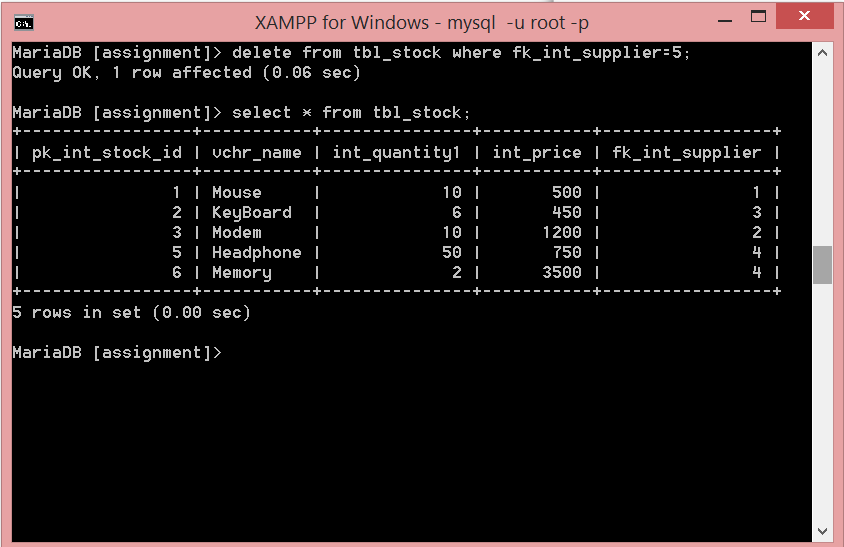 XAMPP for Windows - mysql  -u root -p
MariaDB [assignment]> delete from tbl_stock where fk_int_supplier=5;
Query OK, 1 row affected (0.06 sec)
MariaDB [assignment]> select * from tbl_stock;
+-----------------+-----------+---------------+-----------+-----------------+
| pk_int_stock_id | vchr_name | int_quantity1 | int_price | fk_int_supplier |
+-----------------+-----------+---------------+-----------+-----------------+
|               1 | Mouse     |            10 |       500 |               1 |
|               2 | KeyBoard  |             6 |       450 |               3 |
|               3 | Modem     |            10 |      1200 |               2 |
|               5 | Headphone |            50 |       750 |               4 |
|               6 | Memory    |             2 |      3500 |               4 |
+-----------------+-----------+---------------+-----------+-----------------+
5 rows in set (0.00 sec)
MariaDB [assignment]>